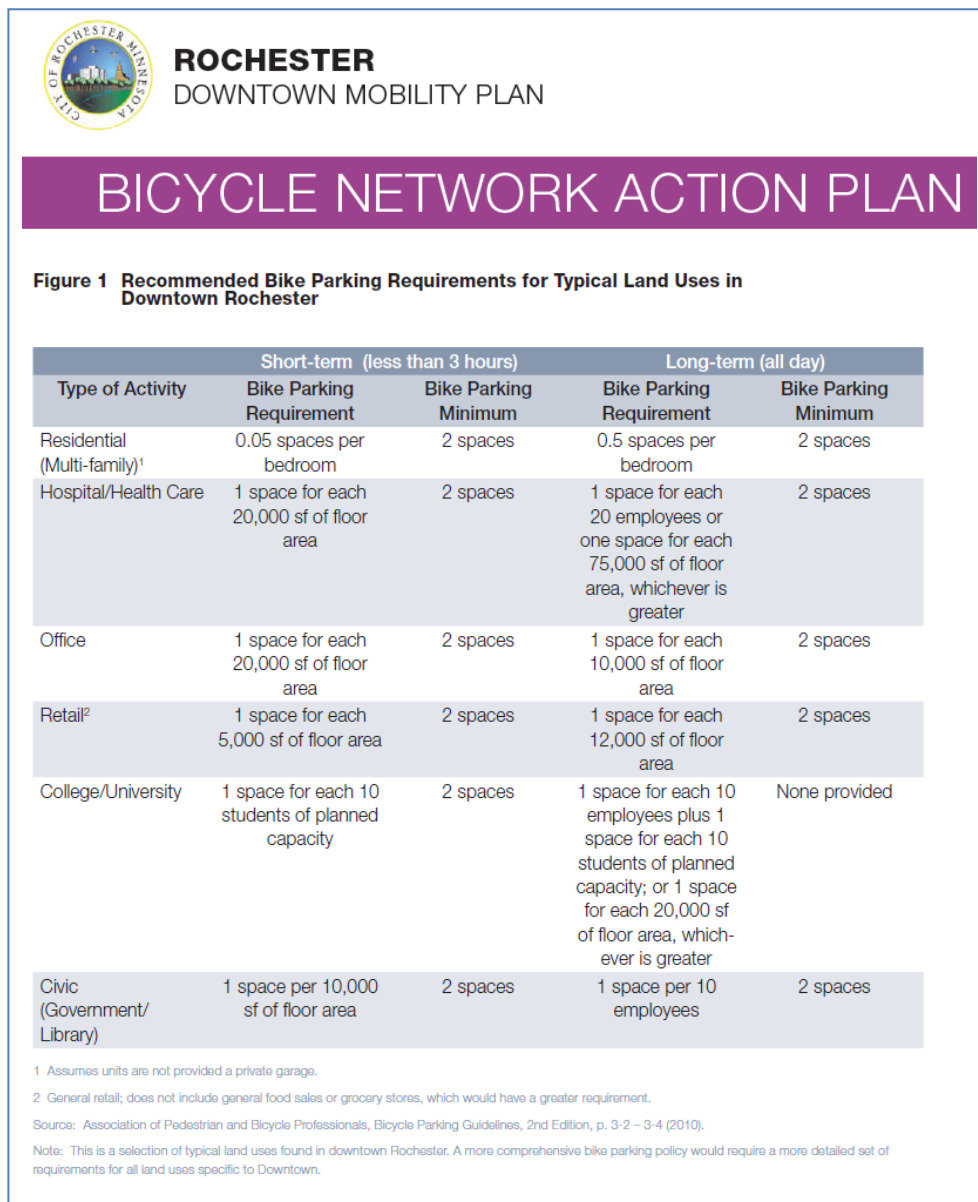 CITY OF ROCHESTER MINNESOTA
ROCHESTER
DOWNTOWN MOBILITY PLAN
BICYCLE NETWORK ACTION PLAN
Figure 1 Recommended Bike Parking Requirements for Typical Land Uses in
Downtown Rochester
Short-term (less than 3 hours) Long-term (all day)
Type of Activity Bike Parking Bike Parking Bike Parking Bike Parking
Requirement Minimum Requirement Minimum
Residential 0.05 spaces per 2 spaces 0.5 spaces per 2 spaces
(Multi-family)¹ bedroom bedroom
Hospital/Health Care 1 space for each 2 spaces 1 space for each 2 spaces
20,000 sf of floor 20 employees or
area one space for each
75,000 sf of floor
area, whichever is
greater
Office 1 space for each 2 spaces 1 space for each 2 spaces
20,000 sf of floor 10,000 sf of floor
area area
Retail² 1 space for each 2 spaces 1 space for each 2 spaces
5,000 sf of floor area 12,000 sf of floor
area
College/University 1 space for each 10 2 spaces 1 space for each 10 None provided
students of planned employees plus 1
capacity space for each 10
students of planned
capacity; or 1 space
for each 20,000 sf
of floor area, which-
ever is greater
Civic 1 space per 10,000 2 spaces 1 space per 10 2 spaces
(Government/ sf of floor area employees
Library)
1 Assumes units are not provided a private garage.
2 General retail; does not include general food sales or grocery stores, which would have a greater requirement.
Source: Association of Pedestrian and Bicycle Professionals, Bicycle Parking Guidelines, 2nd Edition, p. 3-2 – 3-4 (2010).
Note: This is a selection of typical land uses found in downtown Rochester. A more comprehensive bike parking policy would require a more detailed set of
requirements for all land uses specific to Downtown.